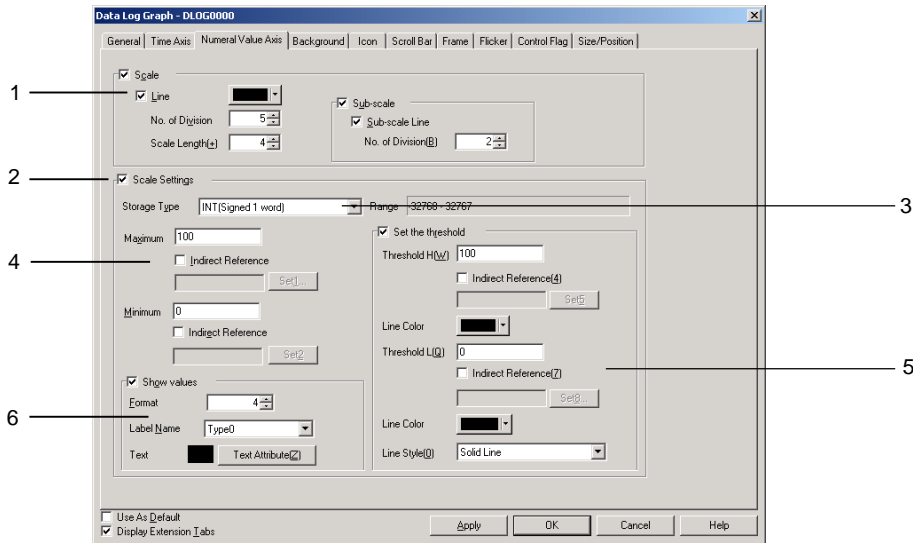 Data Log Graph - DLOG0000
General
Time Axis
Numeral Value Axis
Background
Icon
Scroll Bar
Frame
Flicker
Control Flag
Size/Position
1
Scale
Line
No. of Division
5
Scale Length(+)
4
Sub-scale
Sub-scale Line
No. of Division(B)
2
2
Scale Settings
Storage Type
INT(Signed 1 word)
Range
-32768 - 32767
3
4
Maximum
100
Indirect Reference
Set1...
Minimum
0
Indirect Reference
Set2
Set the threshold
Threshold H(W)
100
Indirect Reference(4)
Set5
Line Color
Threshold L(Q)
0
Indirect Reference(7)
Set8...
Line Color
Line Style(0)
Solid Line
5
6
Show values
Format
4
Label Name
Type0
Text
Text Attribute(Z)
Use As Default
Display Extension Tabs
Apply
OK
Cancel
Help